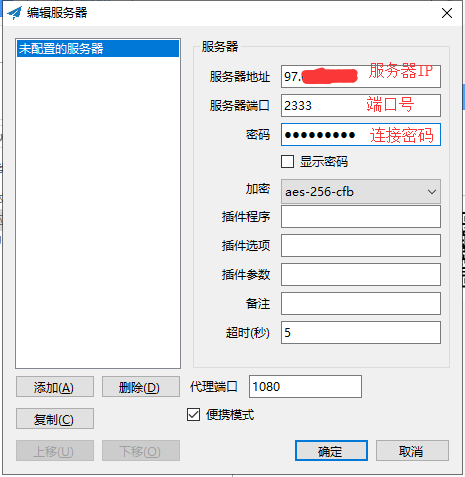 编辑服务器
未配置的服务器
服务器
服务器地址 97. 服务器IP
服务器端口 2333 端口号
密码 ●●●●●●●●● 连接密码
显示密码
加密 aes-256-cfb
插件程序
插件选项
插件参数
备注
超时(秒) 5
添加(A) 删除(D) 代理端口 1080
复制(C) 便携模式
上移(U) 下移(O) 确定 取消